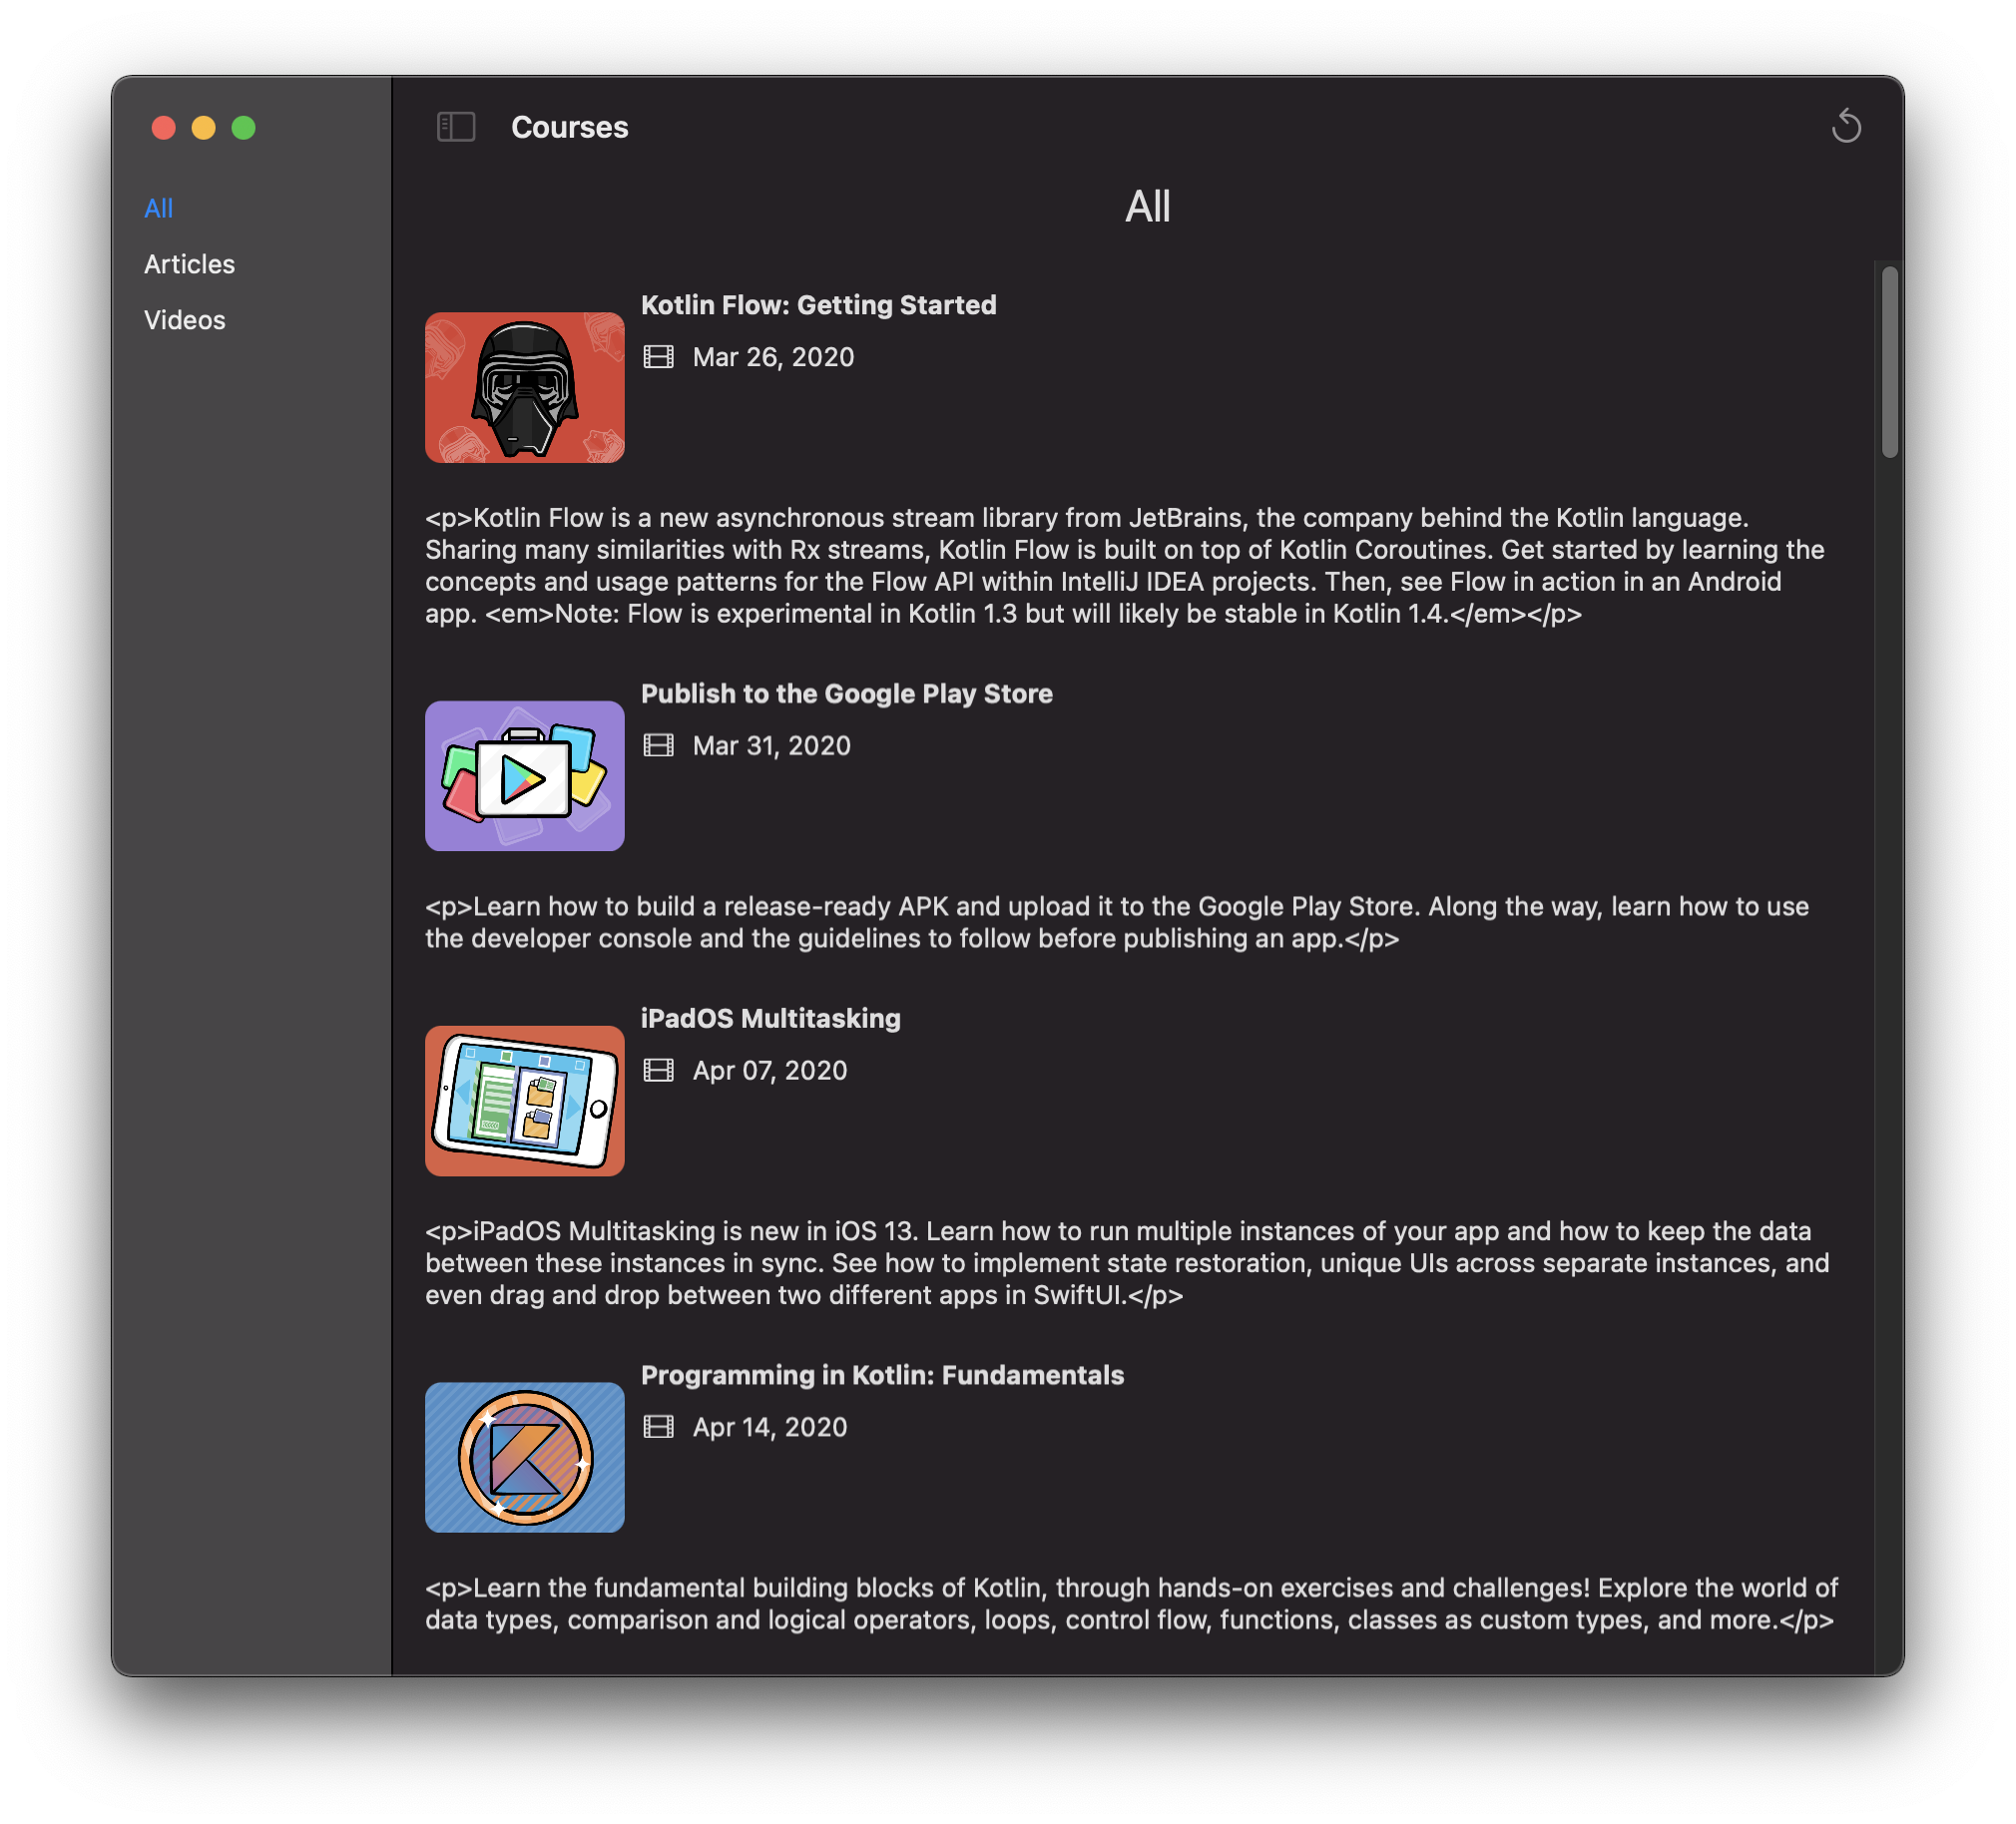 Courses
All
Articles
Videos
All
Kotlin Flow: Getting Started
Mar 26, 2020
<p>Kotlin Flow is a new asynchronous stream library from JetBrains, the company behind the Kotlin language.
Sharing many similarities with Rx streams, Kotlin Flow is built on top of Kotlin Coroutines. Get started by learning the
concepts and usage patterns for the Flow API within IntelliJ IDEA projects. Then, see Flow in action in an Android
app. <em>Note: Flow is experimental in Kotlin 1.3 but will likely be stable in Kotlin 1.4.</em></p>
Publish to the Google Play Store
Mar 31, 2020
<p>Learn how to build a release-ready APK and upload it to the Google Play Store. Along the way, learn how to use
the developer console and the guidelines to follow before publishing an app.</p>
iPadOS Multitasking
Apr 07, 2020
<p>iPadOS Multitasking is new in iOS 13. Learn how to run multiple instances of your app and how to keep the data
between these instances in sync. See how to implement state restoration, unique UIs across separate instances, and
even drag and drop between two different apps in SwiftUI.</p>
Programming in Kotlin: Fundamentals
Apr 14, 2020
<p>Learn the fundamental building blocks of Kotlin, through hands-on exercises and challenges! Explore the world of
data types, comparison and logical operators, loops, control flow, functions, classes as custom types, and more.</p>